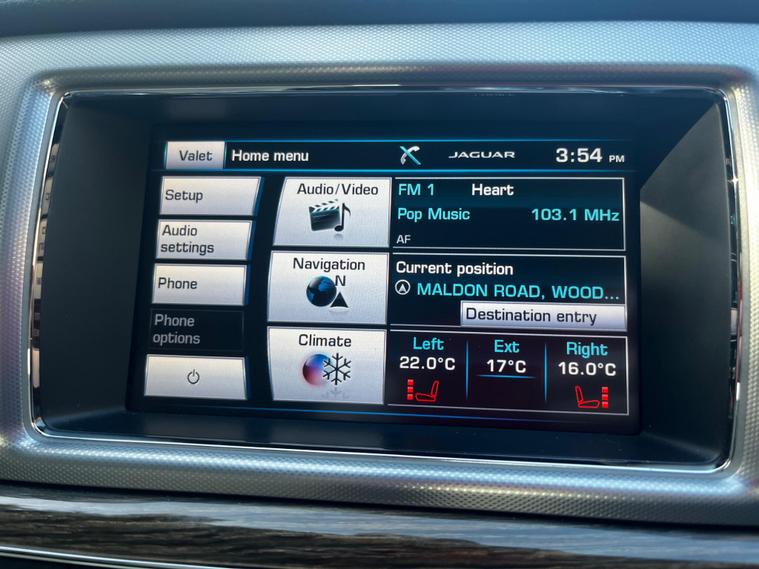 Valet
Home menu
JAGUAR
3:54 PM
Setup
Audio
settings
Phone
Phone
options
Audio/Video
Navigation
N
Climate
FM 1 Heart
Pop Music 103.1 MHz
AF
Current position
MALDON ROAD, WOOD...
Destination entry
Left
22.0°C
Ext
17°C
Right
16.0°C